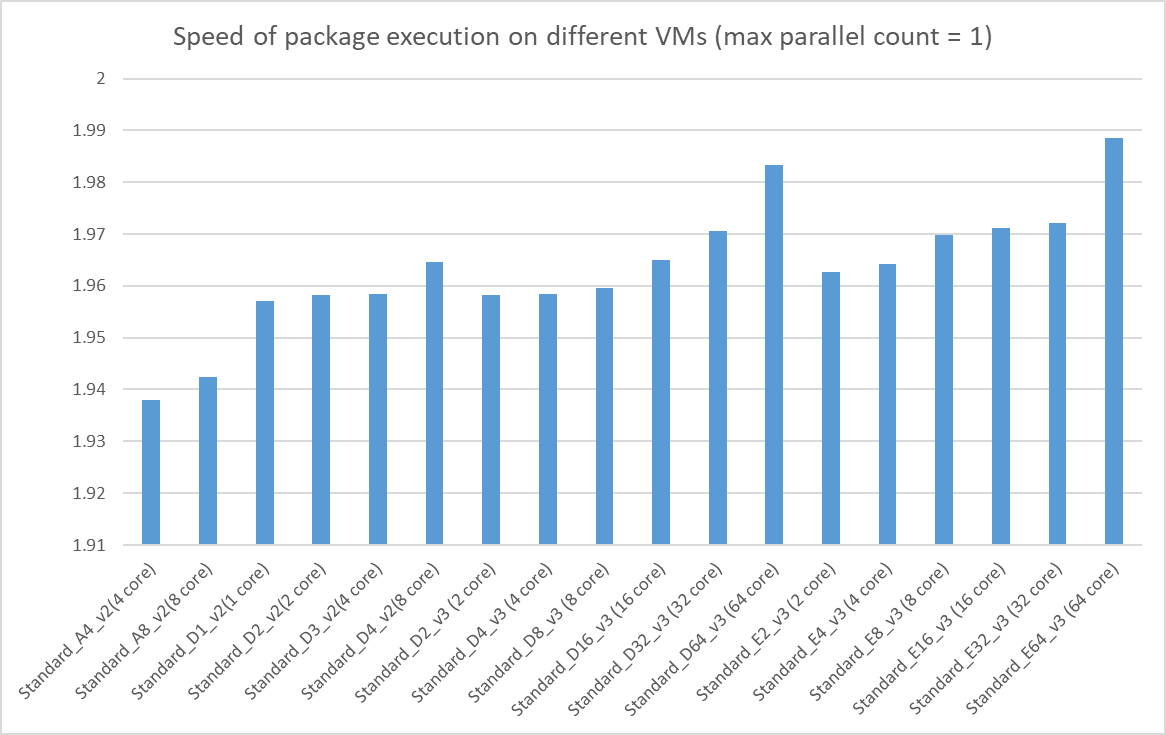 Speed of package execution on different VMs (max parallel count = 1)
2
1.99
1.98
1.97
1.96
1.95
1.94
1.93
1.92
1.91
Standard_A4_v2(4 core)
Standard_A8_v2(8 core)
Standard_D1_v2(1 core)
Standard_D2_v2(2 core)
Standard_D3_v2(4 core)
Standard_D4_v2(8 core)
Standard_D2_v3 (2 core)
Standard_D4_v3 (4 core)
Standard_D8_v3 (8 core)
Standard_D16_v3 (16 core)
Standard_D32_v3 (32 core)
Standard_D64_v3 (64 core)
Standard_E2_v3 (2 core)
Standard_E4_v3 (4 core)
Standard_E8_v3 (8 core)
Standard_E16_v3 (16 core)
Standard_E32_v3 (32 core)
Standard_E64_v3 (64 core)